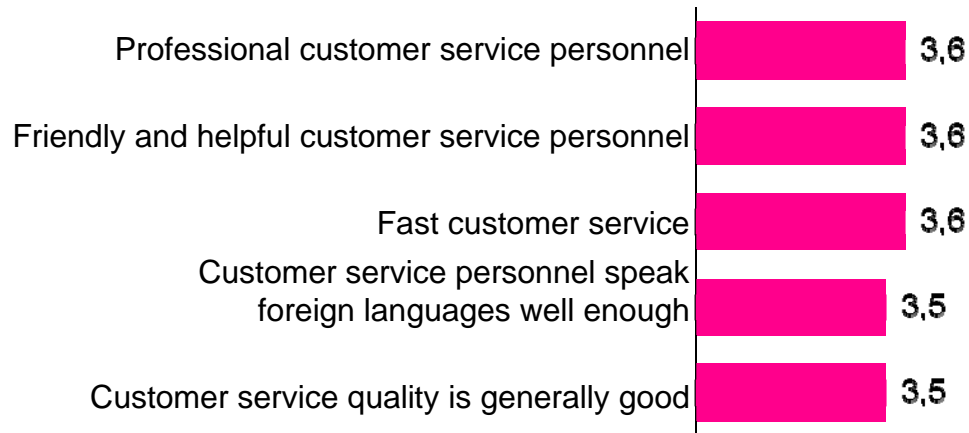 Professional customer service personnel 3,6
Friendly and helpful customer service personnel 3,6
Fast customer service 3,6
Customer service personnel speak
foreign languages well enough 3,5
Customer service quality is generally good 3,5